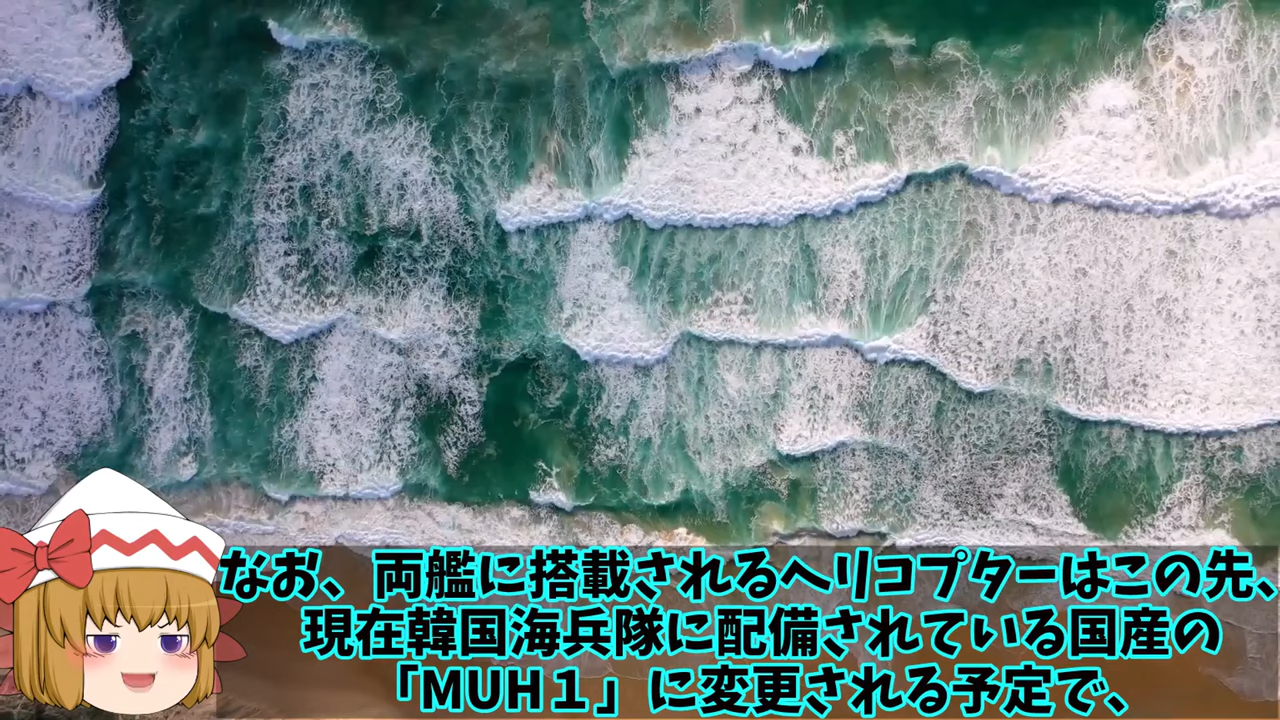 なお、両艦に搭載されるヘリコプターはこの先、
現在韓国海兵隊に配備されている国産の
「MUH１」に変更される予定で、